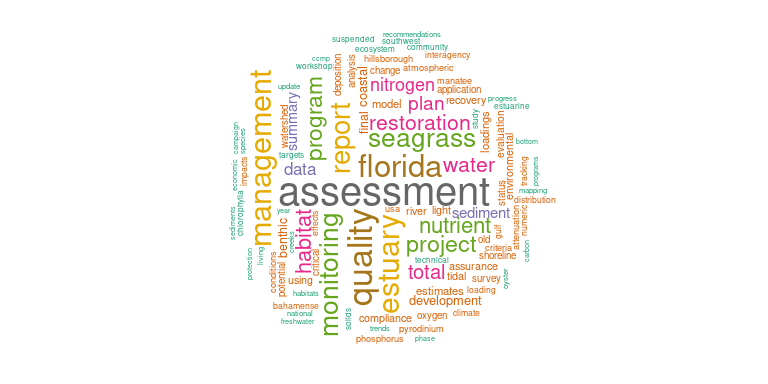 recommendations
suspended
southwest
community
ecosystem
interagency
ccmp
hillsborough
workshop
change
atmospheric
deposition
analysis
coastal
final
management
update
program
report
nitrogen
manatee
application
model
plan
recovery
progress
estuarine
summary
watershed
restoration
study
loadings
seagrass
evaluation
bottom
campaign
species
targets
data
florida
water
environmental
economic
impacts
status
tracking
programs
assessment
mapping
distribution
chlorophylla
sediments
year
habitat
effects
usa
river
light
sediment
attenuation
numeric
benthic
creeks
monitoring
quality
estuary
nutrient
gulf
project
old
criteria
carbon
shoreline
protection
living
conditions
potential
critical
technical
total
assurance
tidal
survey
oyster
using
habitats
estimates
loading
development
bahamense
national
freshwater
solids
compliance
oxygen
climate
trends
pyrodinium
phosphorus
phase